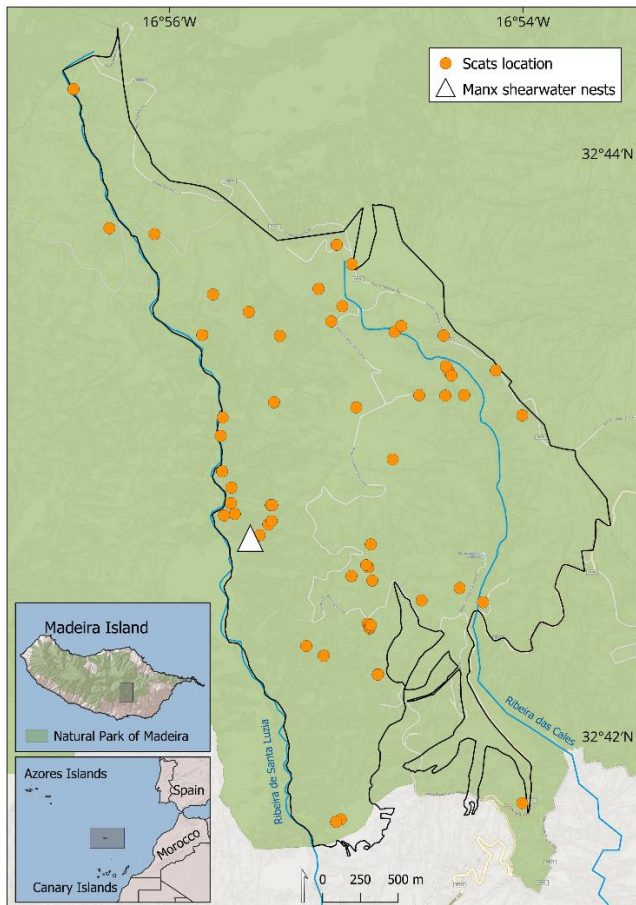 16°56′
16°54′
Scats location
Manx shearwater nests
32°44′N
Madeira Island
Natural Park of Madeira
Azores Islands
Spain
Morocco
Canary Islands
Ribeira de Santa Luzia
Ribeira das Cales
32°42′N
0 250 500 m